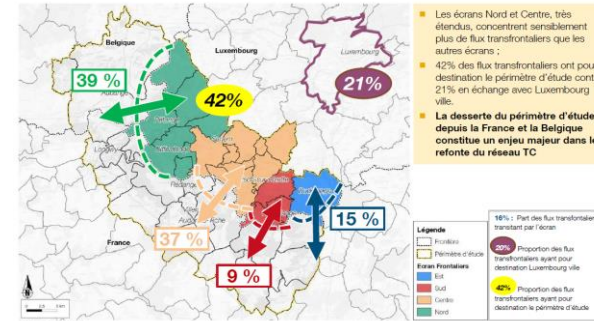 Belgique
Luxembourg
Luxembourg
39 %
42%
21%
37 %
9 %
15 %
France
Les écrans Nord et Centre, très
étendus, concentrent sensiblement
plus de flux transfrontaliers que les
autres écrans ;
42% des flux transfrontaliers ont pour
destination le périmètre d'étude cont
21% en échange avec Luxembourg
ville.
La desserte du périmètre d'étude
depuis la France et la Belgique
constitue un enjeu majeur dans le
refonte du réseau TC
Légende
Frontières
Périmètre d'étude
Ecran Frontaliers
Est
Sud
Centre
Nord
16% : Part des flux transfrontaliers
transitant par l'écran
20% Proportion des flux
transfrontaliers ayant pour
destination Luxembourg ville
42% Proportion des flux
transfrontaliers ayant pour
destination le périmètre d'étude